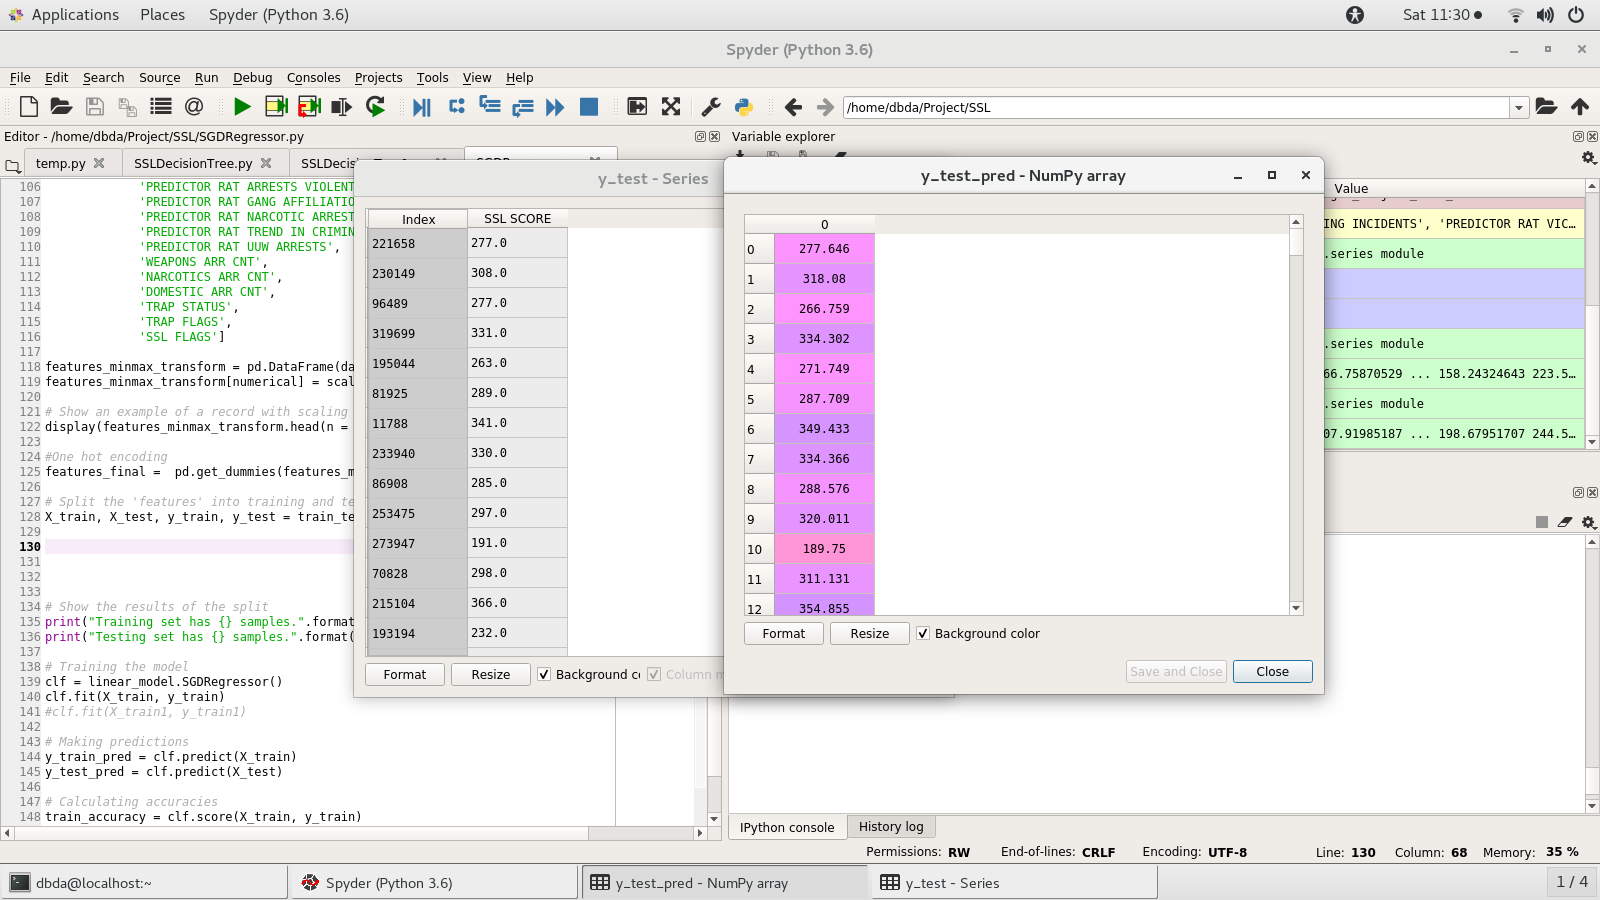 Applications Places Spyder (Python 3.6) Sat 11:30
Spyder (Python 3.6)
File Edit Search Source Run Debug Consoles Projects Tools View Help
/home/dbda/Project/SSL
Editor - /home/dbda/Project/SSL/SGDRegressor.py
temp.py SSLDecisionTree.py
106 'PREDICTOR RAT ARRESTS VIOLENT
107 'PREDICTOR RAT GANG AFFILIATIO
108 'PREDICTOR RAT NARCOTIC ARREST
109 'PREDICTOR RAT TREND IN CRIMIN
110 'PREDICTOR RAT UUW ARRESTS',
111 'WEAPONS ARR CNT',
112 'NARCOTICS ARR CNT',
113 'DOMESTIC ARR CNT',
114 'TRAP STATUS',
115 'TRAP FLAGS',
116 'SSL FLAGS']
117
118 features_minmax_transform = pd.DataFrame(da
119 features_minmax_transform[numerical] = scal
120
121 # Show an example of a record with scaling
122 display(features_minmax_transform.head(n =
123
124 #One hot encoding
125 features_final = pd.get_dummies(features_m
126
127 # Split the 'features' into training and te
128 X_train, X_test, y_train, y_test = train_te
129
130
131
132
133
134 # Show the results of the split
135 print("Training set has {} samples.".format
136 print("Testing set has {} samples.".format(
137
138 # Training the model
139 clf = linear_model.SGDRegressor()
140 clf.fit(X_train, y_train)
141 #clf.fit(X_train1, y_train1)
142
143 # Making predictions
144 y_train_pred = clf.predict(X_train)
145 y_test_pred = clf.predict(X_test)
146
147 # Calculating accuracies
148 train_accuracy = clf.score(X_train, y_train)
y_test - Series
Index SSL SCORE
221658 277.0
230149 308.0
96489 277.0
319699 331.0
195044 263.0
81925 289.0
11788 341.0
233940 330.0
86908 285.0
253475 297.0
273947 191.0
70828 298.0
215104 366.0
193194 232.0
Format Resize Background co Column m
y_test_pred - NumPy array
0
0 277.646
1 318.08
2 266.759
3 334.302
4 271.749
5 287.709
6 349.433
7 334.366
8 288.576
9 320.011
10 189.75
11 311.131
12 354.855
Format Resize Background color
Save and Close Close
Variable explorer
Value
ING INCIDENTS', 'PREDICTOR RAT VIC...
.series module
.series module
66.75870529 ... 158.24324643 223.5...
.series module
07.91985187 ... 198.67951707 244.5...
IPython console History log
Permissions: RW End-of-lines: CRLF Encoding: UTF-8 Line: 130 Column: 68 Memory: 35 %
dbda@localhost:~ Spyder (Python 3.6) y_test_pred - NumPy array y_test - Series 1 / 4